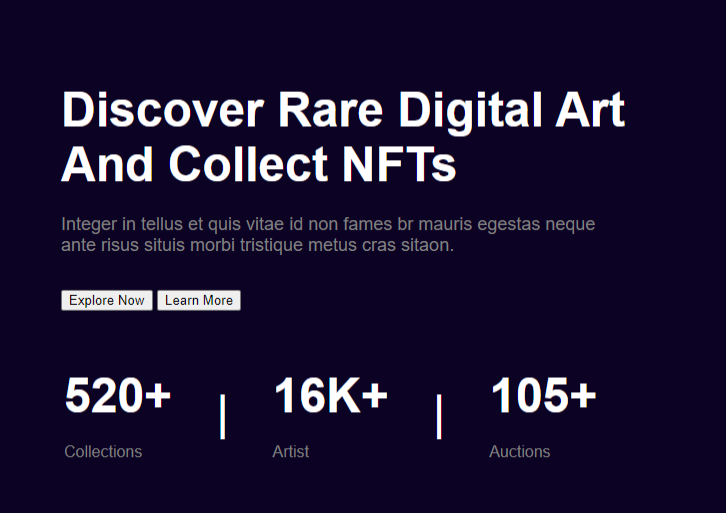 Discover Rare Digital Art
And Collect NFTs
Integer in tellus et quis vitae id non fames br mauris egestas neque
ante risus situis morbi tristique metus cras sitaon.
Explore Now Learn More
520+ | 16K+ | 105+
Collections Artist Auctions